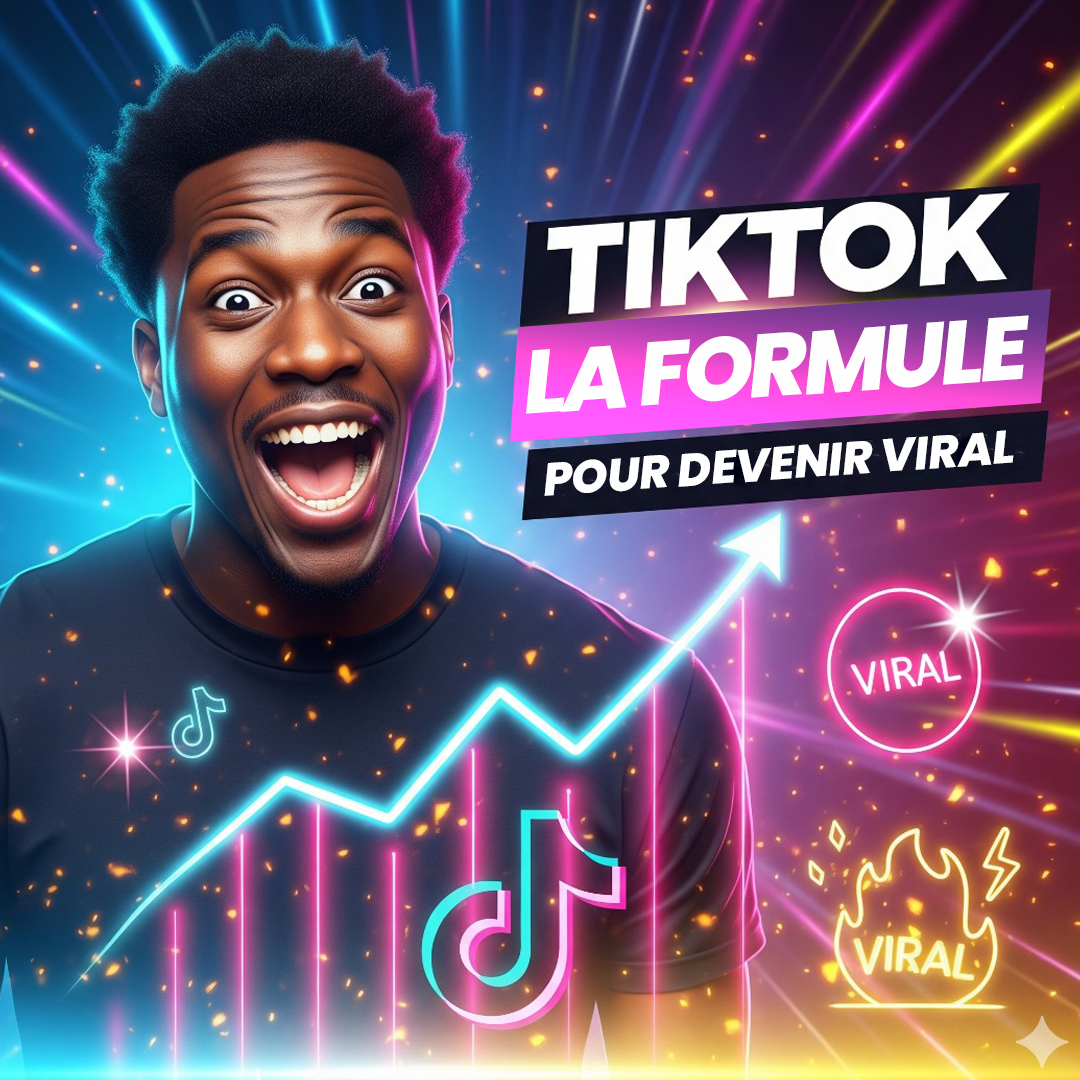 TIKTOK
LA FORMULE
POUR DEVENIR VIRAL
VIRAL
VIRAL